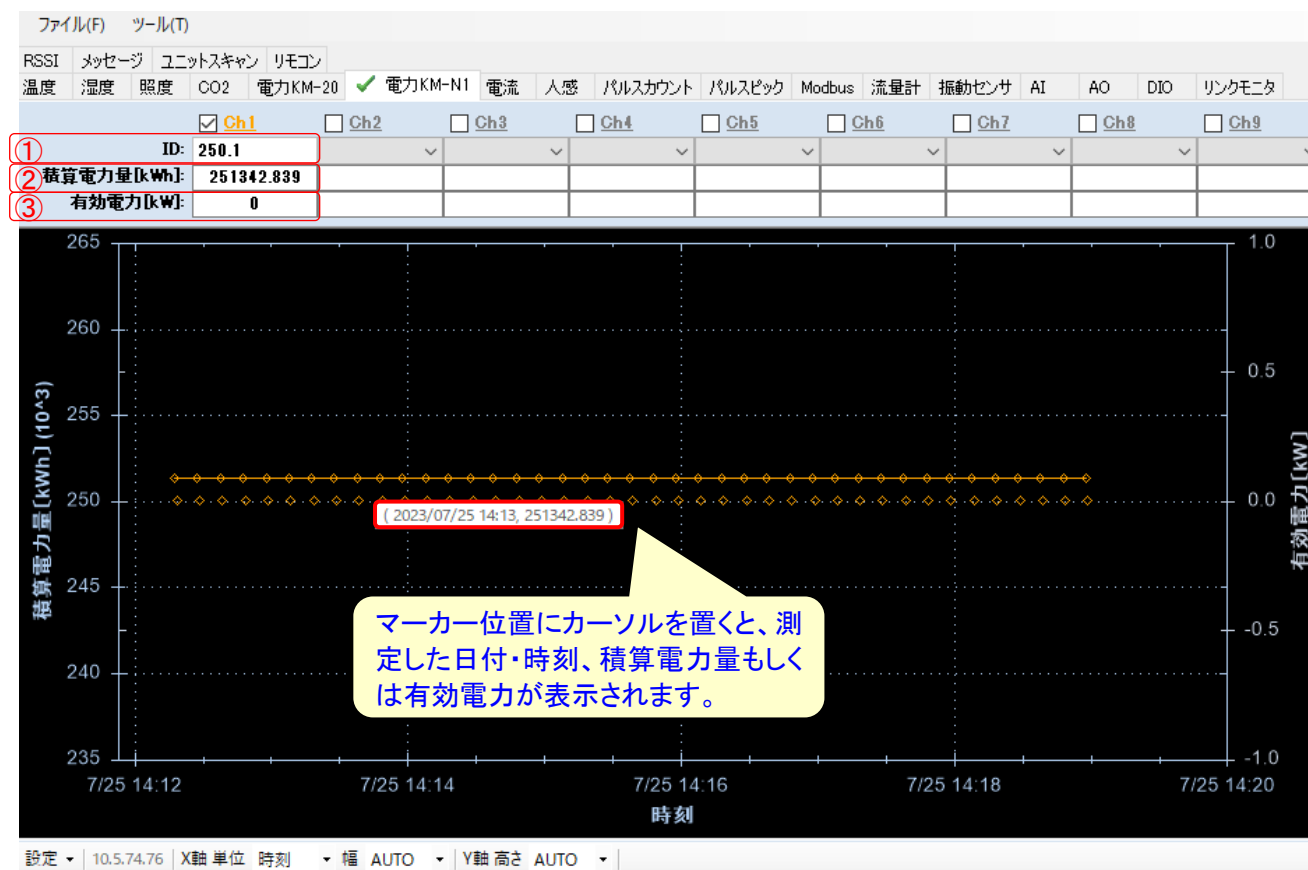 ファイル(F) ツール(T)
RSSI メッセージ ユニットスキャン リモコン
温度 湿度 照度 CO2 電力KM-20 電力KM-N1 電流 人感 パルスカウント パルスピック Modbus 流量計 振動センサ AI AO DIO リンクモニタ
Ch1 Ch2 Ch3 Ch4 Ch5 Ch6 Ch7 Ch8 Ch9
① ID: 250.1
② 積算電力量[kWh]: 251342.839
③ 有効電力[kW]: 0
265 1.0
260
0.5
255
250 0.0
( 2023/07/25 14:13, 251342.839 )
245
-0.5
240
235 -1.0
積算電力量[kWh] (10^3)
有効電力[kW]
マーカー位置にカーソルを置くと、測
定した日付・時刻、積算電力量もしく
は有効電力が表示されます。
7/25 14:12 7/25 14:14 7/25 14:16 7/25 14:18 7/25 14:20
時刻
設定 10.5.74.76 X軸 単位 時刻 幅 AUTO Y軸 高さ AUTO